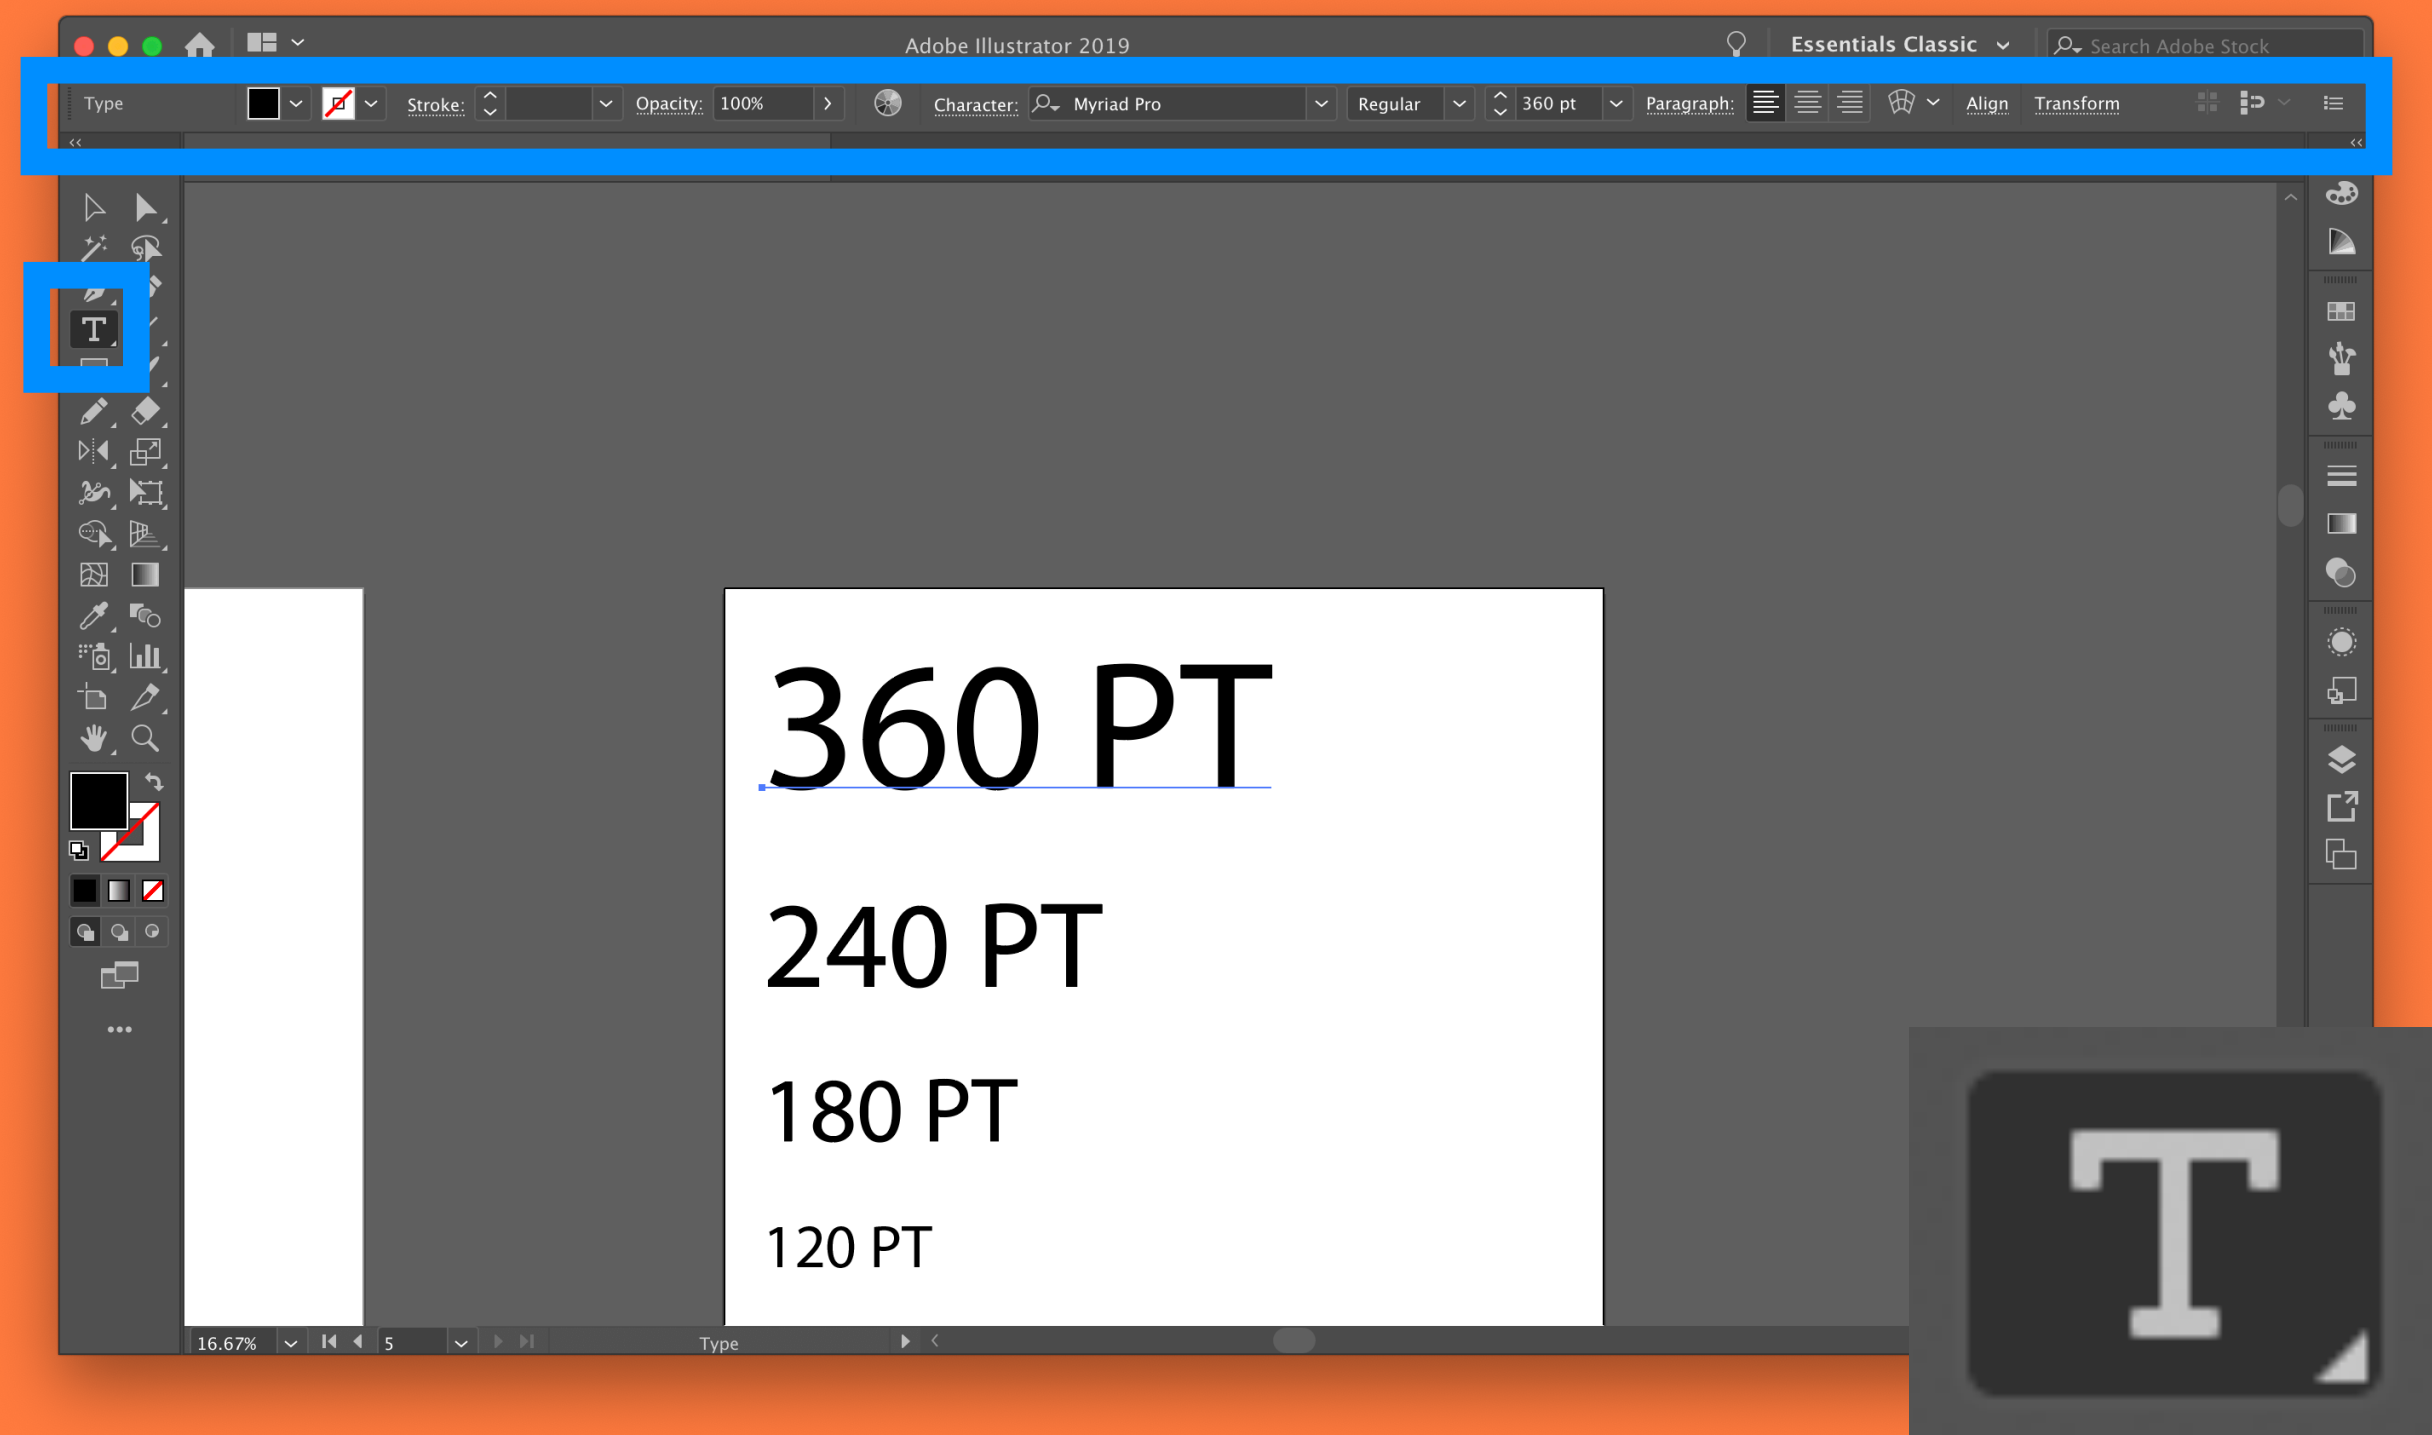 Adobe Illustrator 2019
Essentials Classic
Search Adobe Stock
Type
Stroke:
Opacity: 100%
Character: Myriad Pro
Regular
360 pt
Paragraph:
Align
Transform
T
360 PT
240 PT
180 PT
120 PT
16.67%
5
Type
T